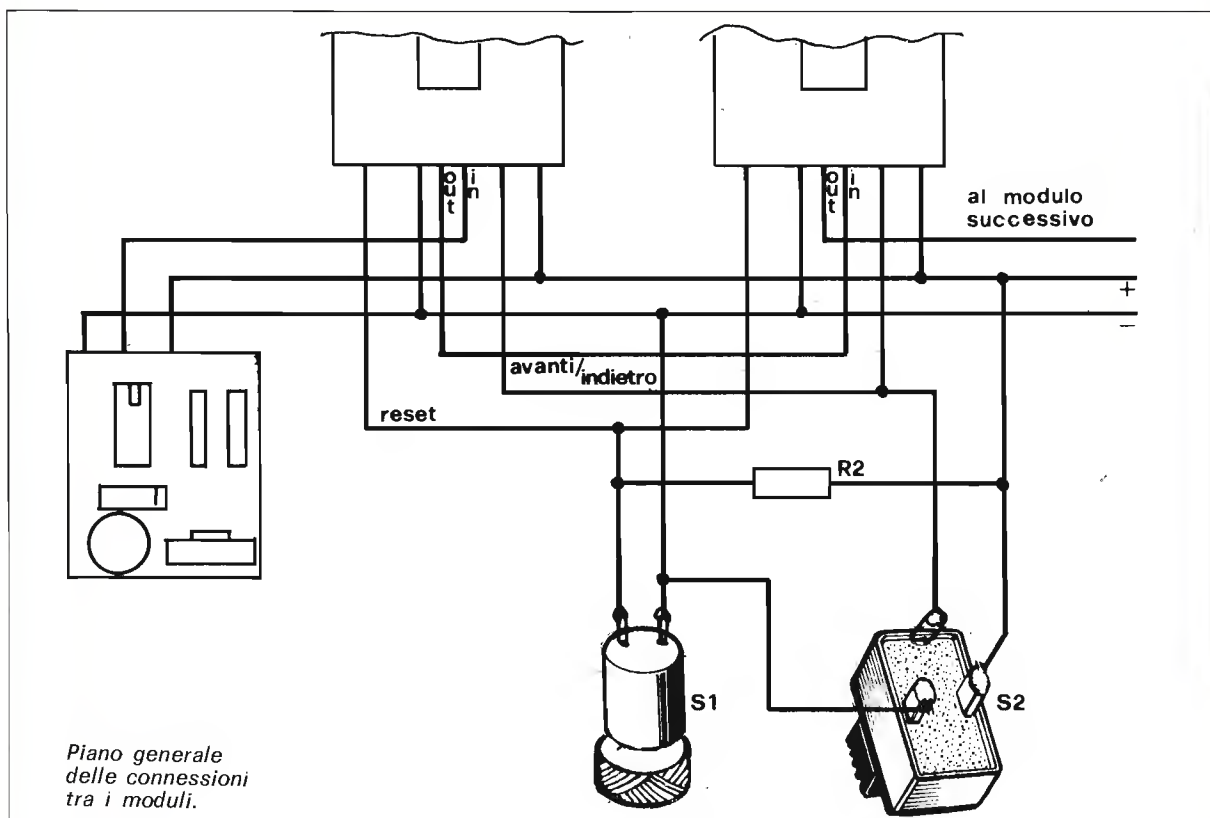 out
in
out
in
al modulo
successivo
+
−
avanti/indietro
reset
R2
S1
S2
Piano generale
delle connessioni
tra i moduli.